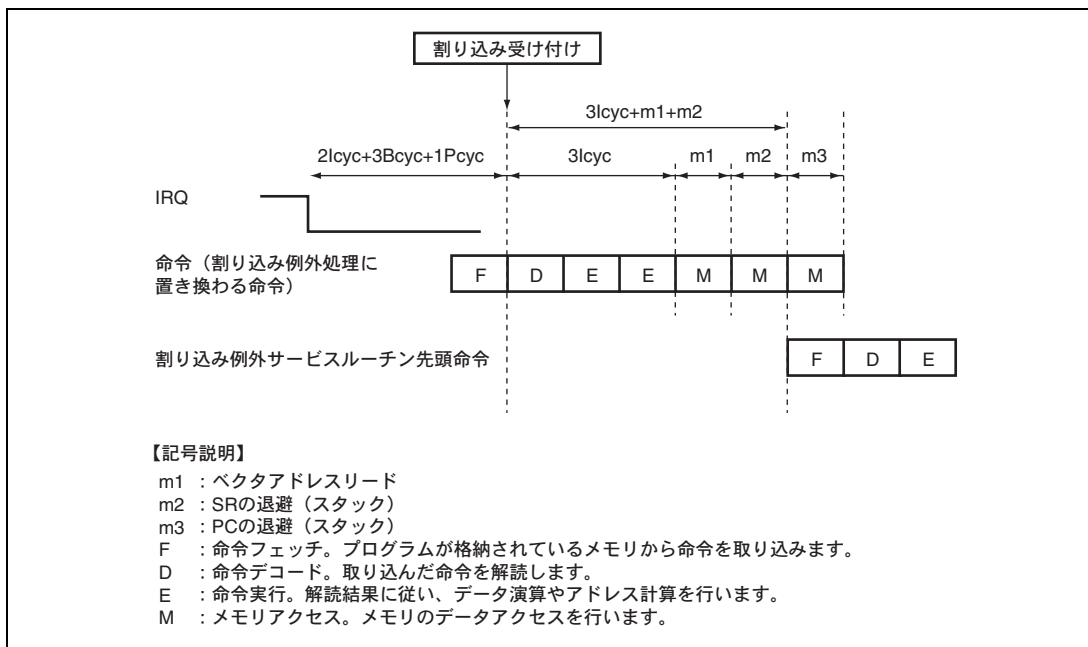 割り込み受け付け
3Icyc+m1+m2
2Icyc+3Bcyc+1Pcyc
3Icyc
m1
m2
m3
IRQ
命令（割り込み例外処理に
置き換わる命令）
F D E E M M M
割り込み例外サービスルーチン先頭命令
F D E
【記号説明】
m1 ：ベクタアドレスリード
m2 ：SRの退避（スタック）
m3 ：PCの退避（スタック）
F ：命令フェッチ。プログラムが格納されているメモリから命令を取り込みます。
D ：命令デコード。取り込んだ命令を解読します。
E ：命令実行。解読結果に従い、データ演算やアドレス計算を行います。
M ：メモリアクセス。メモリのデータアクセスを行います。